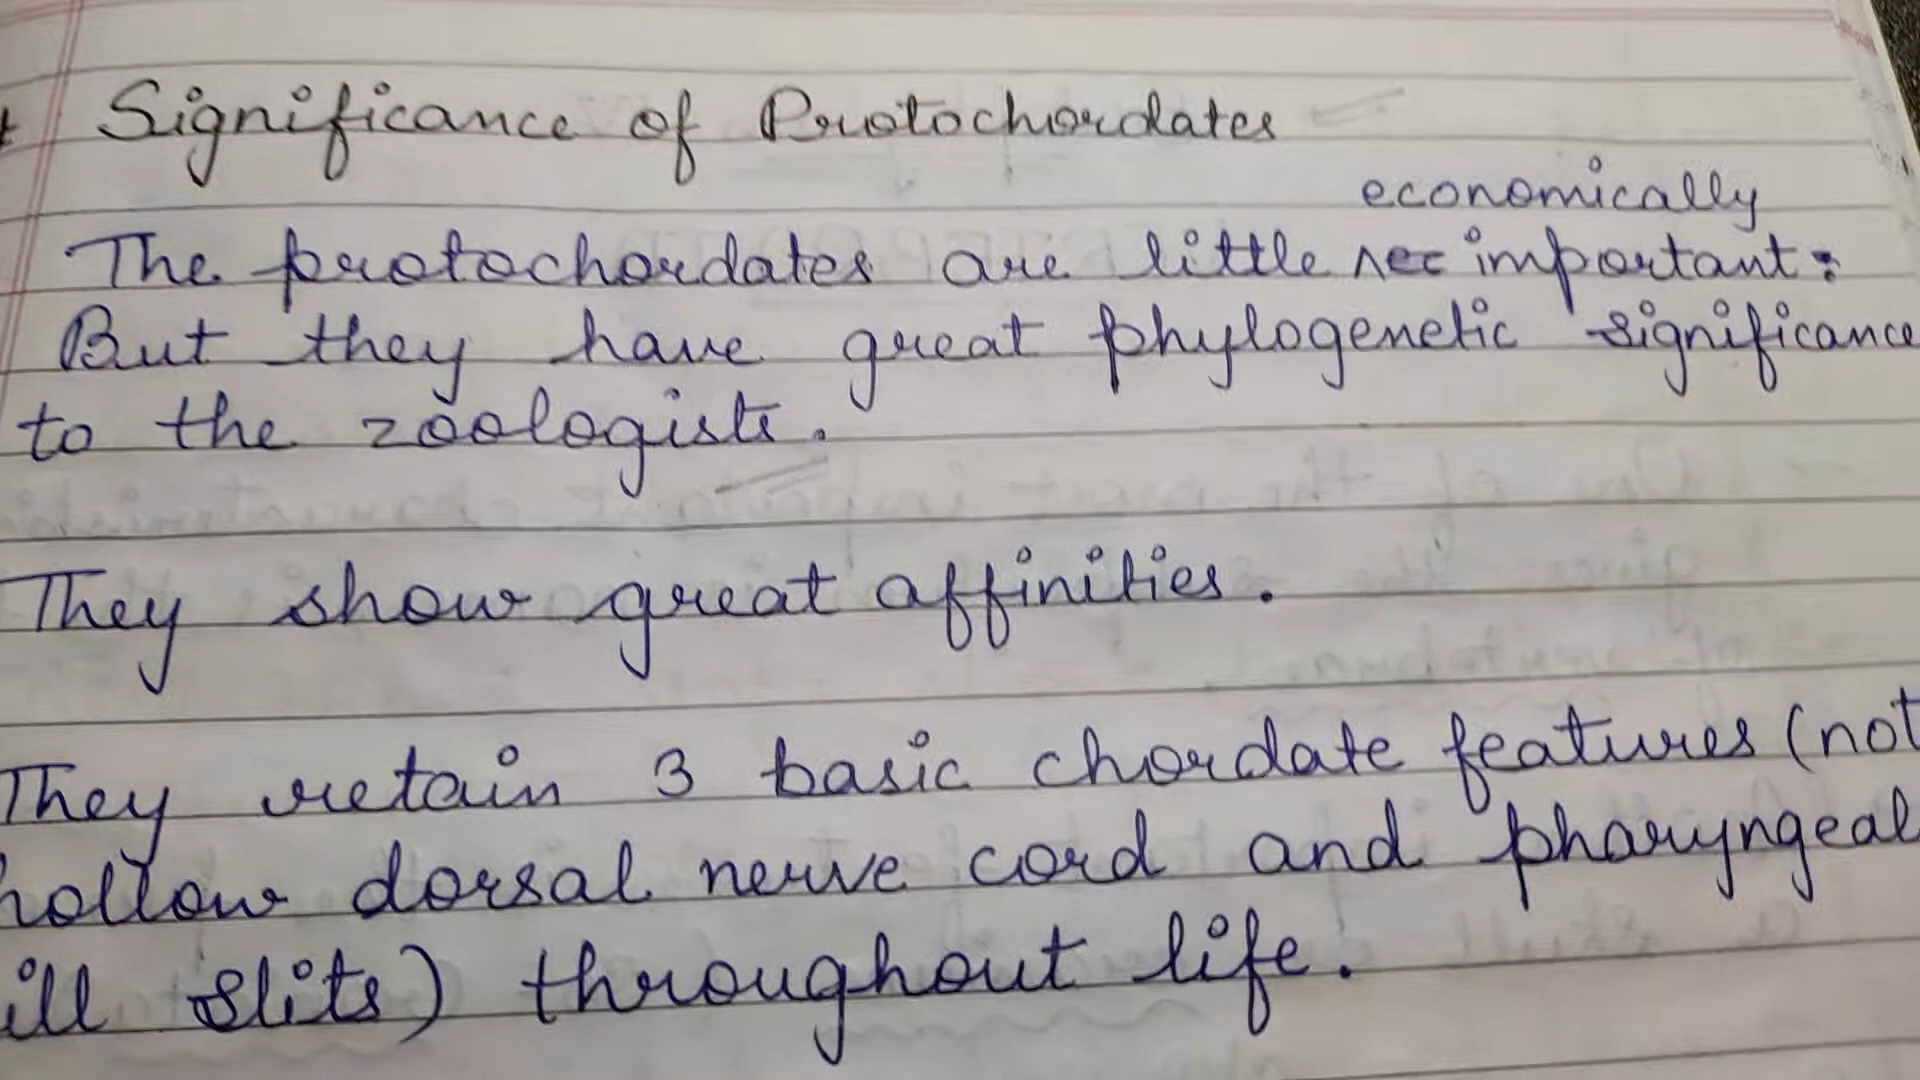 Significance of Protochordates
economically
The protochordates are little nec important:
But they have great phylogenetic significance
to the zoologists.
They show great affinities.
They retain 3 basic chordate features (not
hollow dorsal nerve cord and pharyngeal
ill slits) throughout life.